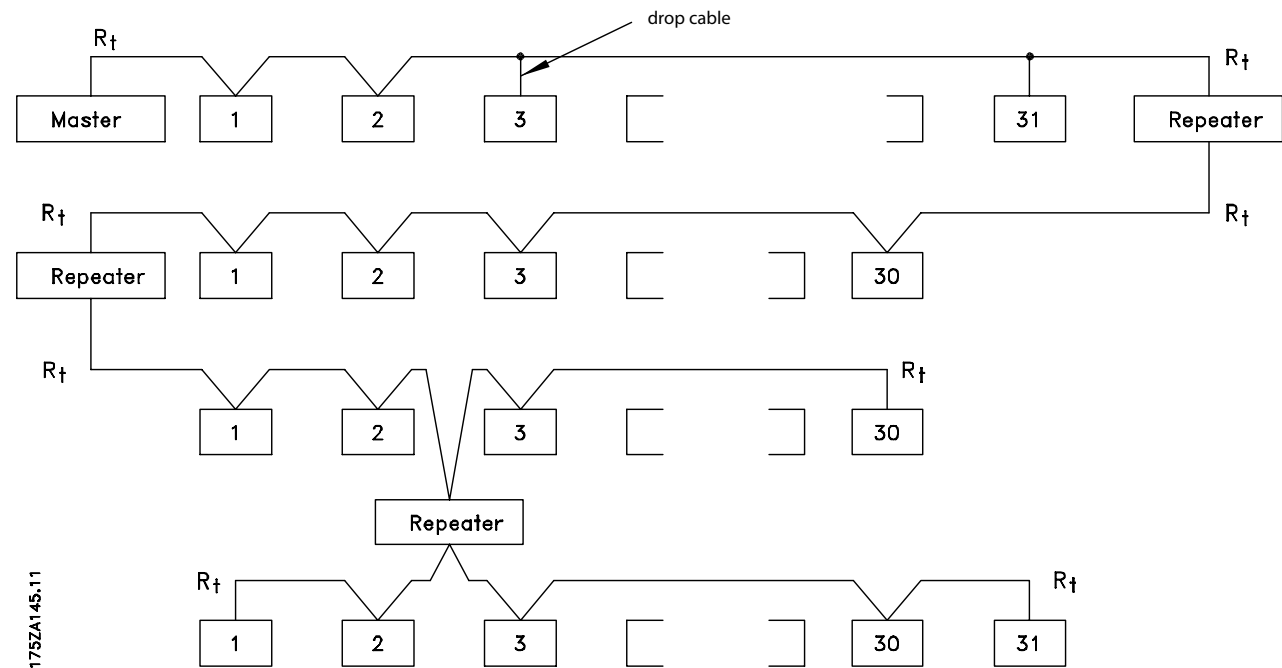 drop cable
Rt Rt
Master 1 2 3 31 Repeater
Rt Rt
Repeater 1 2 3 30
Rt Rt
1 2 3 30
Repeater
Rt Rt
1 2 3 30 31
175ZA145.11